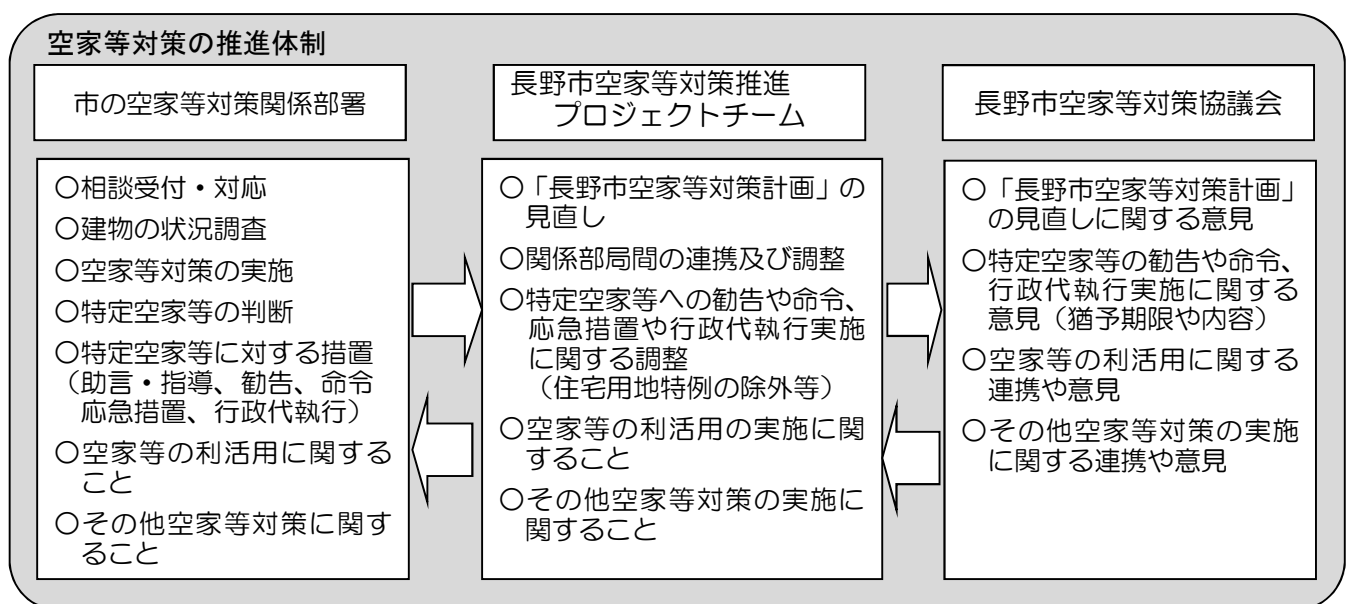 空家等対策の推進体制
市の空家等対策関係部署
○相談受付・対応
○建物の状況調査
○空家等対策の実施
○特定空家等の判断
○特定空家等に対する措置
（助言・指導、勧告、命令
応急措置、行政代執行）
○空家等の利活用に関する
こと
○その他空家等対策に関す
ること
長野市空家等対策推進
プロジェクトチーム
○「長野市空家等対策計画」の
見直し
○関係部局間の連携及び調整
○特定空家等への勧告や命令、
応急措置や行政代執行実施
に関する調整
（住宅用地特例の除外等）
○空家等の利活用の実施に関
すること
○その他空家等対策の実施に
関すること
長野市空家等対策協議会
○「長野市空家等対策計画」
の見直しに関する意見
○特定空家等の勧告や命令、
行政代執行実施に関する
意見（猶予期限や内容）
○空家等の利活用に関する
連携や意見
○その他空家等対策の実施
に関する連携や意見